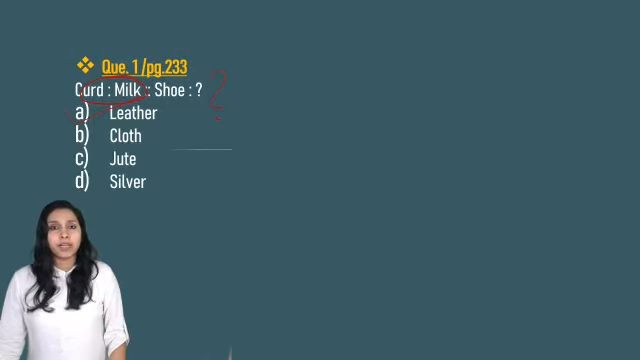 Que. 1/pg.233
Curd : Milk :: Shoe : ?
a) Leather
b) Cloth
c) Jute
d) Silver